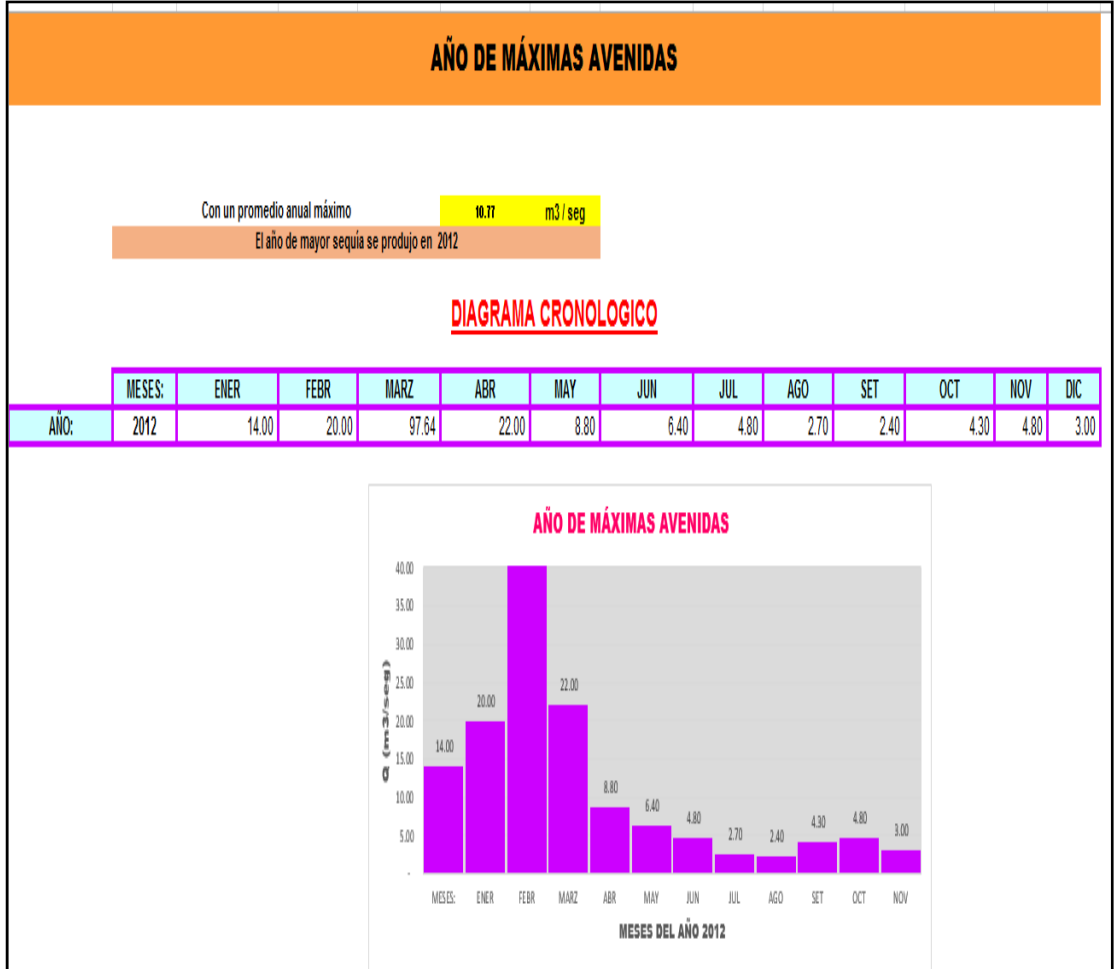 AÑO DE MÁXIMAS AVENIDAS
Con un promedio anual máximo 10.77 m3 / seg
El año de mayor sequía se produjo en 2012
DIAGRAMA CRONOLOGICO
MESES: ENER FEBR MARZ ABR MAY JUN JUL AGO SET OCT NOV DIC
AÑO: 2012 14.00 20.00 97.64 22.00 8.80 6.40 4.80 2.70 2.40 4.30 4.80 3.00
AÑO DE MÁXIMAS AVENIDAS
Q (m3/seg)
40.00
35.00
30.00
25.00
20.00
15.00
10.00
5.00
-
14.00 20.00 22.00 8.80 6.40 4.80 2.70 2.40 4.30 4.80 3.00
MESES: ENER FEBR MARZ ABR MAY JUN JUL AGO SET OCT NOV
MESES DEL AÑO 2012